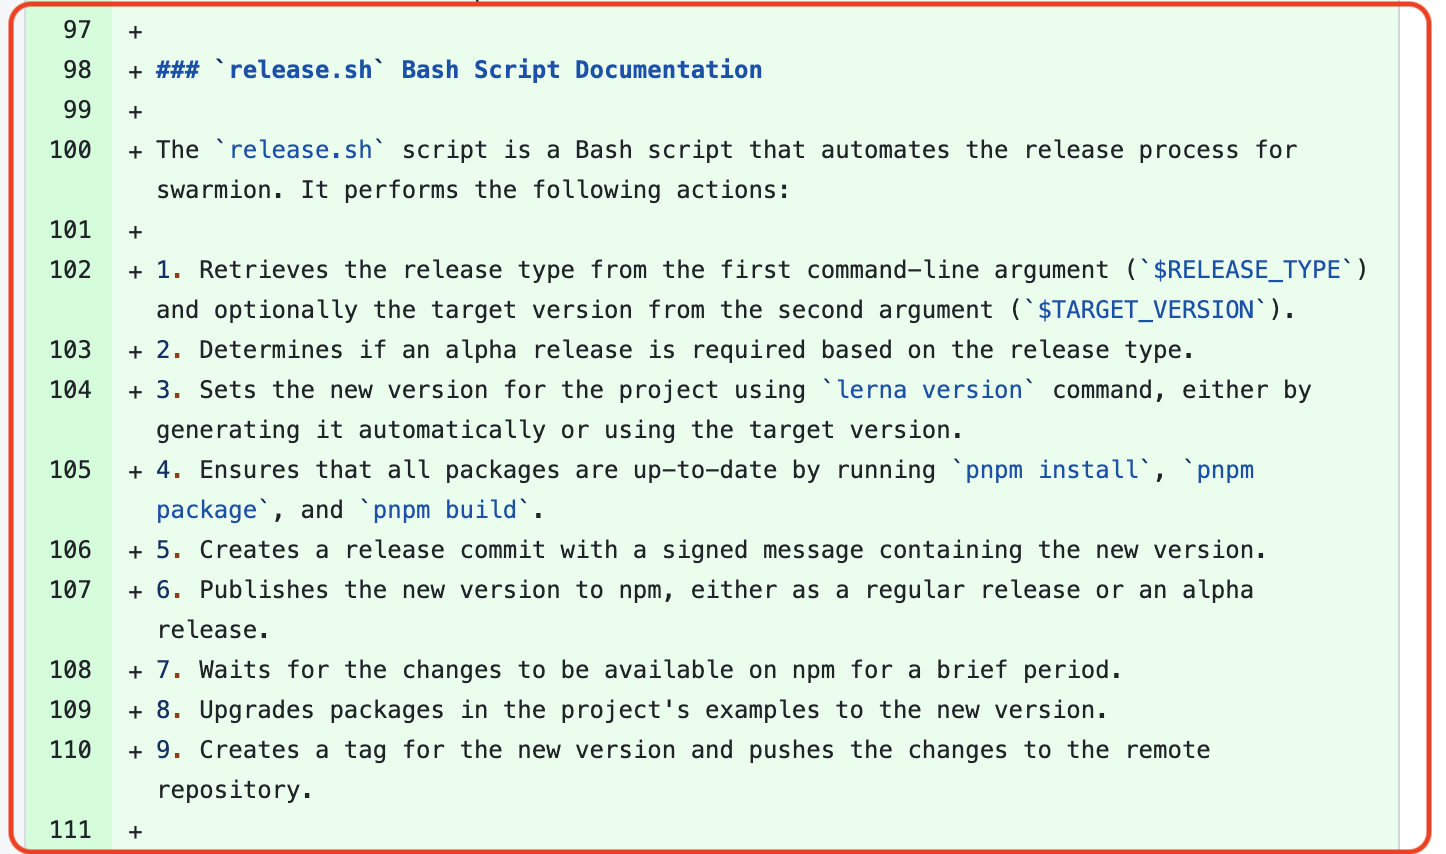 97 +
98 + ### `release.sh` Bash Script Documentation
99 +
100 + The `release.sh` script is a Bash script that automates the release process for
swarmion. It performs the following actions:
101 +
102 + 1. Retrieves the release type from the first command-line argument (`$RELEASE_TYPE`)
and optionally the target version from the second argument (`$TARGET_VERSION`).
103 + 2. Determines if an alpha release is required based on the release type.
104 + 3. Sets the new version for the project using `lerna version` command, either by
generating it automatically or using the target version.
105 + 4. Ensures that all packages are up-to-date by running `pnpm install`, `pnpm
package`, and `pnpm build`.
106 + 5. Creates a release commit with a signed message containing the new version.
107 + 6. Publishes the new version to npm, either as a regular release or an alpha
release.
108 + 7. Waits for the changes to be available on npm for a brief period.
109 + 8. Upgrades packages in the project's examples to the new version.
110 + 9. Creates a tag for the new version and pushes the changes to the remote
repository.
111 +